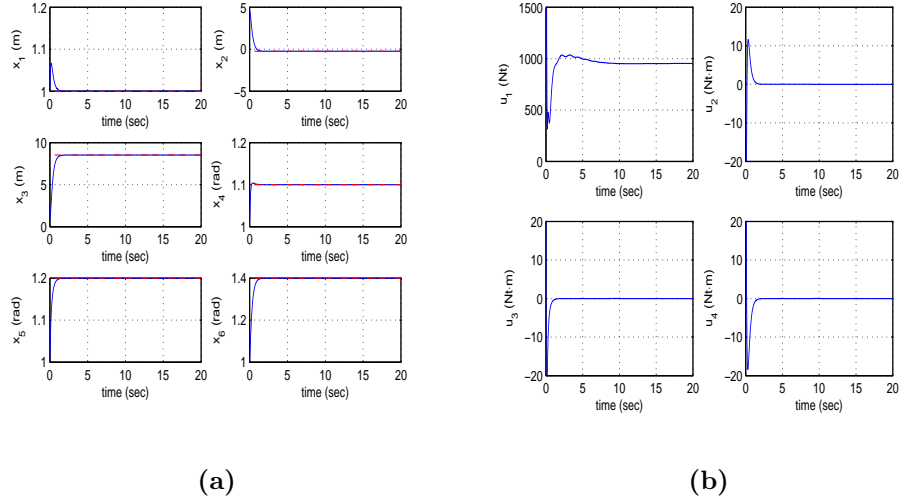 1.2
1.1
1
0 5 10 15 20
time (sec)
x1 (m)
5
0
−5
0 5 10 15 20
time (sec)
x2 (m)
10
5
0
0 5 10 15 20
time (sec)
x3 (m)
1.2
1.1
1
0 5 10 15 20
time (sec)
x4 (rad)
1.2
1.1
1
0 5 10 15 20
time (sec)
x5 (rad)
1.4
1.2
1
0 5 10 15 20
time (sec)
x6 (rad)
(a)
1500
1000
500
0
0 5 10 15 20
time (sec)
u1 (Nt)
20
10
0
−10
−20
0 5 10 15 20
time (sec)
u2 (Nt·m)
20
10
0
−10
−20
0 5 10 15 20
time (sec)
u3 (Nt·m)
20
10
0
−10
−20
0 5 10 15 20
time (sec)
u4 (Nt·m)
(b)